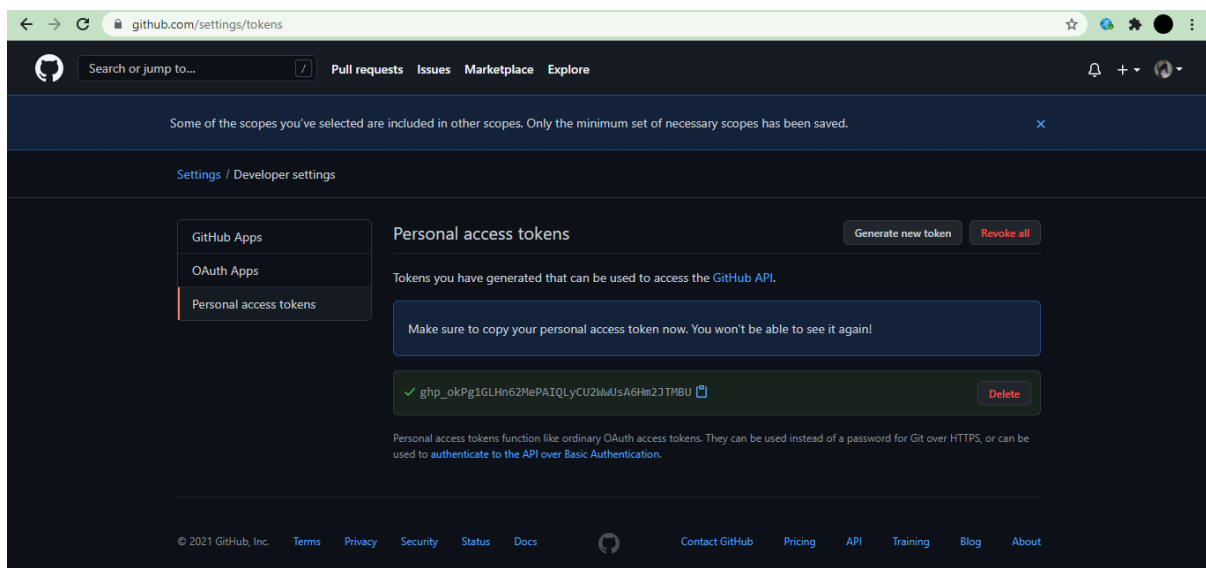 github.com/settings/tokens
Search or jump to... / Pull requests Issues Marketplace Explore
Some of the scopes you've selected are included in other scopes. Only the minimum set of necessary scopes has been saved.
Settings / Developer settings
GitHub Apps
OAuth Apps
Personal access tokens
Personal access tokens
Generate new token
Revoke all
Tokens you have generated that can be used to access the GitHub API.
Make sure to copy your personal access token now. You won't be able to see it again!
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
Delete
Personal access tokens function like ordinary OAuth access tokens. They can be used instead of a password for Git over HTTPS, or can be
used to authenticate to the API over Basic Authentication.
© 2021 GitHub, Inc. Terms Privacy Security Status Docs Contact GitHub Pricing API Training Blog About